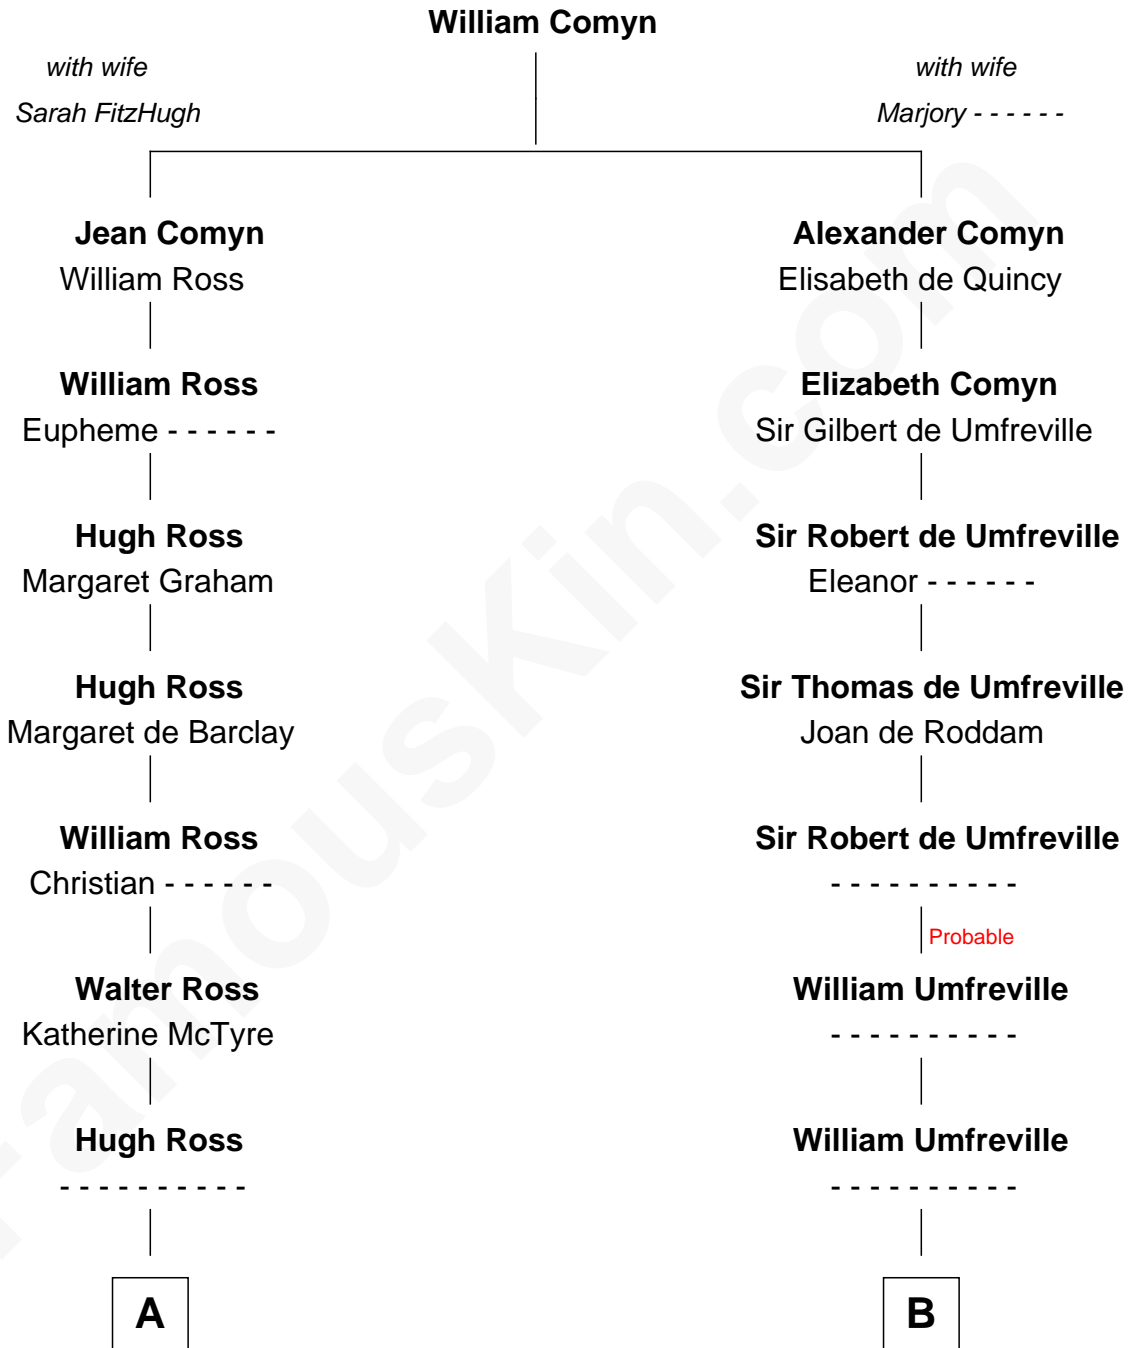 William Comyn
with wife
Sarah FitzHugh
with wife
Marjory - - - - - -
Jean Comyn
William Ross
Alexander Comyn
Elisabeth de Quincy
William Ross
Eupheme - - - - - -
Elizabeth Comyn
Sir Gilbert de Umfreville
Hugh Ross
Margaret Graham
Sir Robert de Umfreville
Eleanor - - - - - -
Hugh Ross
Margaret de Barclay
Sir Thomas de Umfreville
Joan de Roddam
William Ross
Christian - - - - - -
Sir Robert de Umfreville
- - - - - - - - - -
Probable
Walter Ross
Katherine McTyre
William Umfreville
- - - - - - - - - -
Hugh Ross
- - - - - - - - - -
William Umfreville
- - - - - - - - - -
A
B
FamousKin.com